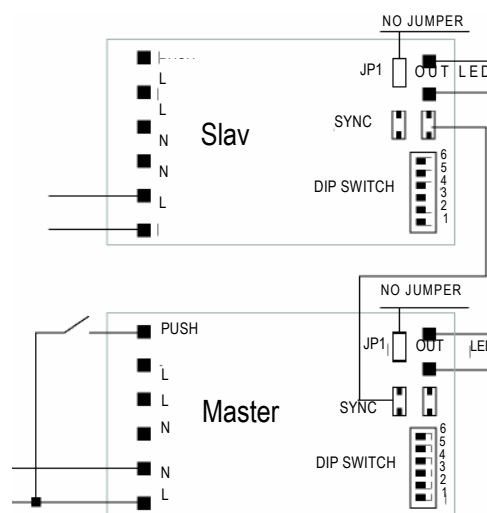 NO JUMPER
JP1
OUT LED
L
L
SYNC
N
Slav
N
DIP SWITCH
6
5
4
3
2
1
L
NO JUMPER
PUSH
JP1
OUT
LED
L
L
SYNC
Master
N
DIP SWITCH
6
5
4
3
2
1
N
L